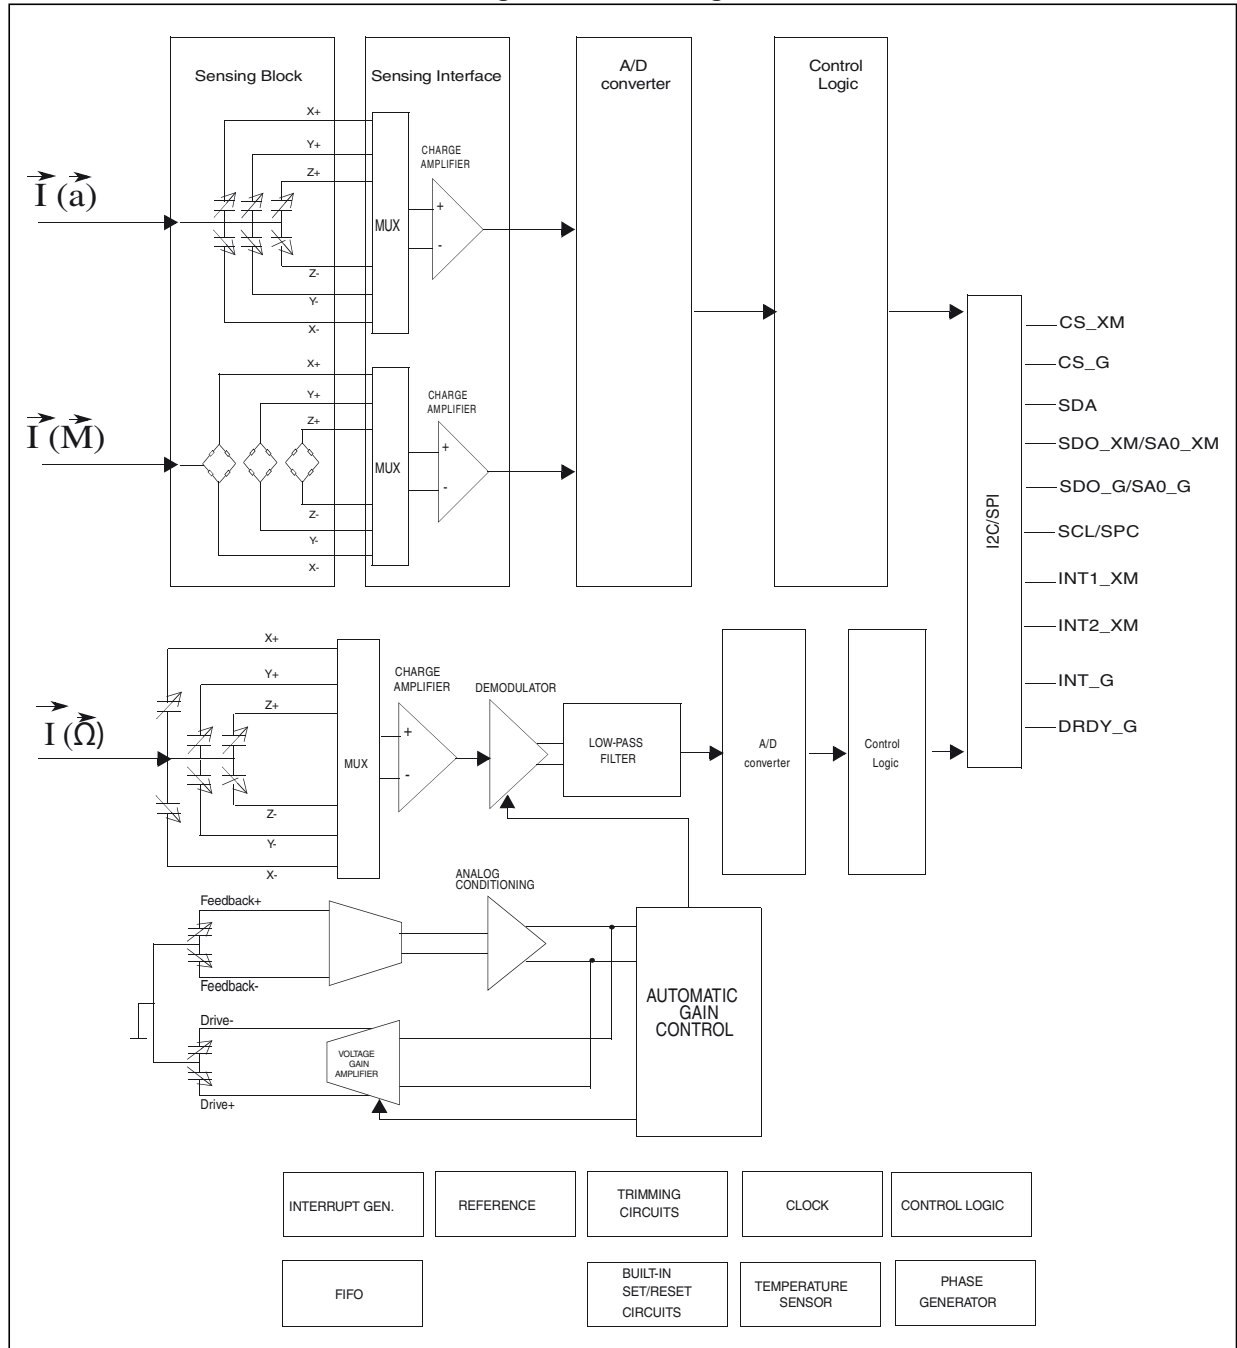 Sensing Block
Sensing Interface
A/D
converter
Control
Logic
X+
Y+
Z+
I (a)
Z-
Y-
X-
MUX
CHARGE
AMPLIFIER
+
-
X+
Y+
Z+
I (M)
Z-
Y-
X-
MUX
CHARGE
AMPLIFIER
+
-
I2C/SPI
CS_XM
CS_G
SDA
SDO_XM/SA0_XM
SDO_G/SA0_G
SCL/SPC
INT1_XM
INT2_XM
INT_G
DRDY_G
X+
Y+
Z+
I (Ω)
Z-
Y-
X-
MUX
CHARGE
AMPLIFIER
+
-
DEMODULATOR
LOW-PASS
FILTER
A/D
converter
Control
Logic
Feedback+
Feedback-
ANALOG
CONDITIONING
Drive-
Drive+
VOLTAGE
GAIN
AMPLIFIER
AUTOMATIC
GAIN
CONTROL
INTERRUPT GEN.
REFERENCE
TRIMMING
CIRCUITS
CLOCK
CONTROL LOGIC
FIFO
BUILT-IN
SET/RESET
CIRCUITS
TEMPERATURE
SENSOR
PHASE
GENERATOR